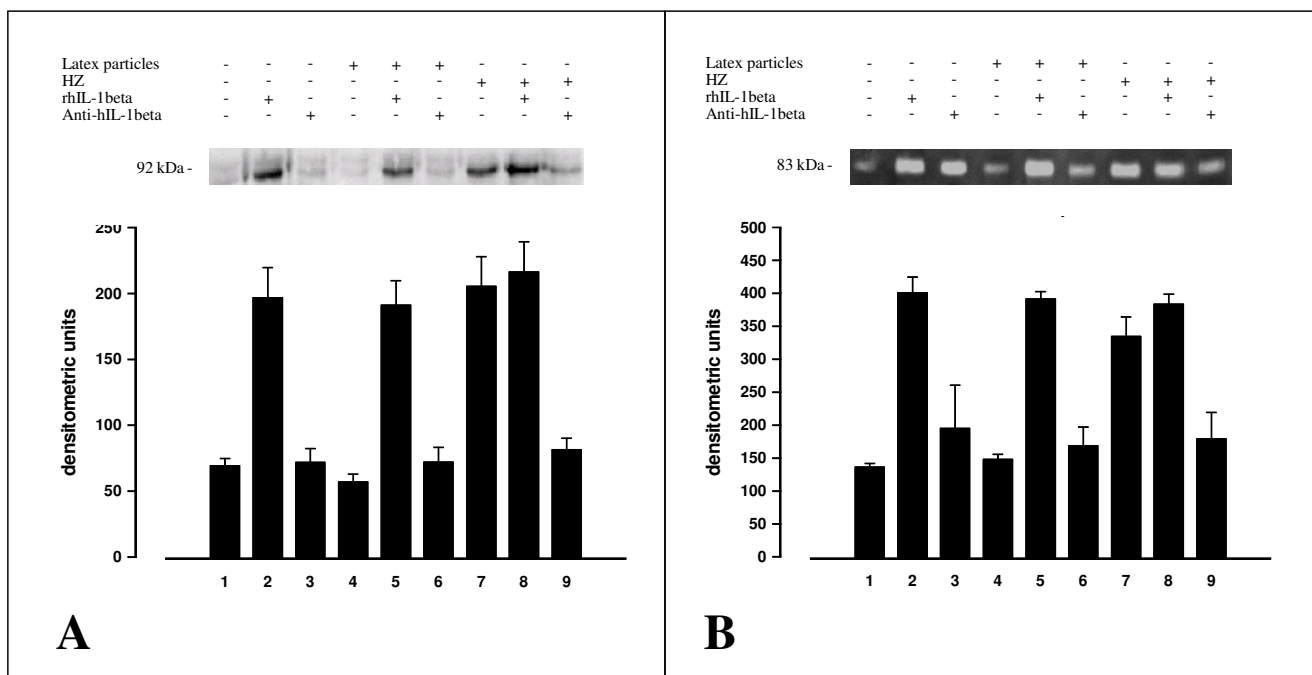 Latex particles - - - + + + - - -
HZ - - - - - - + + +
rhIL-1beta - + - - + - - + -
Anti-hIL-1beta - - + - - + - - +
92 kDa -
250
200
150
100
50
0
densitometric units
1 2 3 4 5 6 7 8 9
A
Latex particles - - - + + + - - -
HZ - - - - - - + + +
rhIL-1beta - + - - + - - + -
Anti-hIL-1beta - - + - - + - - +
83 kDa -
500
450
400
350
300
250
200
150
100
50
0
densitometric units
1 2 3 4 5 6 7 8 9
B